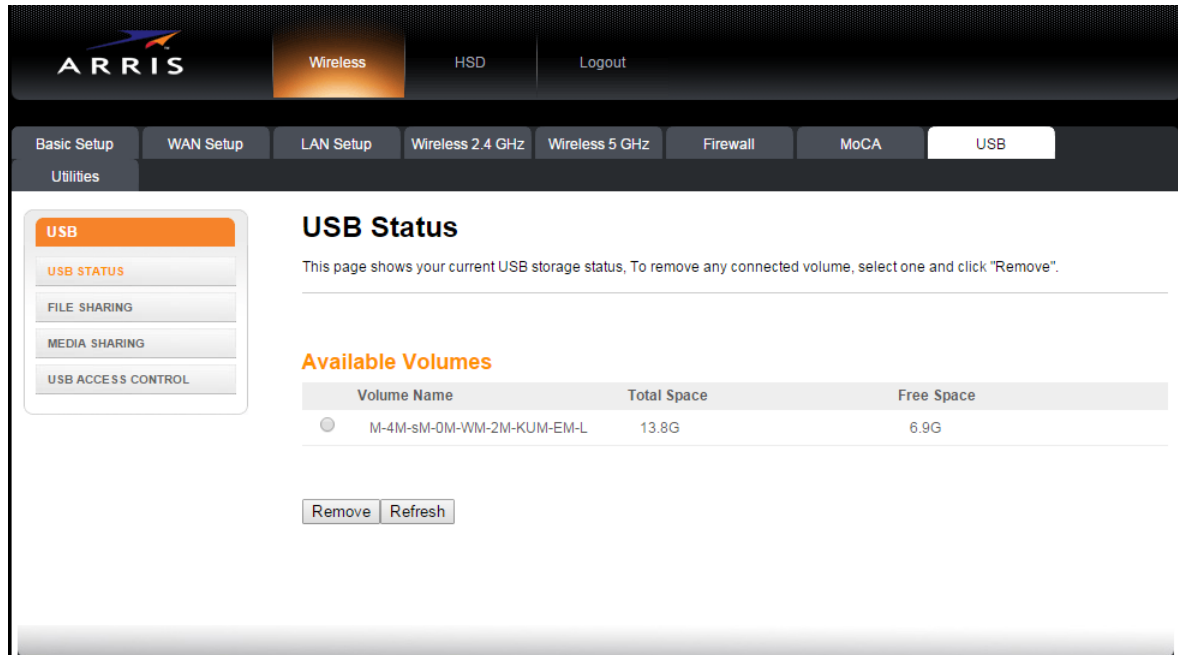 ARRIS
Wireless HSD Logout
Basic Setup WAN Setup LAN Setup Wireless 2.4 GHz Wireless 5 GHz Firewall MoCA USB
Utilities
USB
USB STATUS
FILE SHARING
MEDIA SHARING
USB ACCESS CONTROL
USB Status
This page shows your current USB storage status, To remove any connected volume, select one and click "Remove".
Available Volumes
Volume Name Total Space Free Space
M-4M-sM-0M-WM-2M-KUM-EM-L 13.8G 6.9G
Remove Refresh